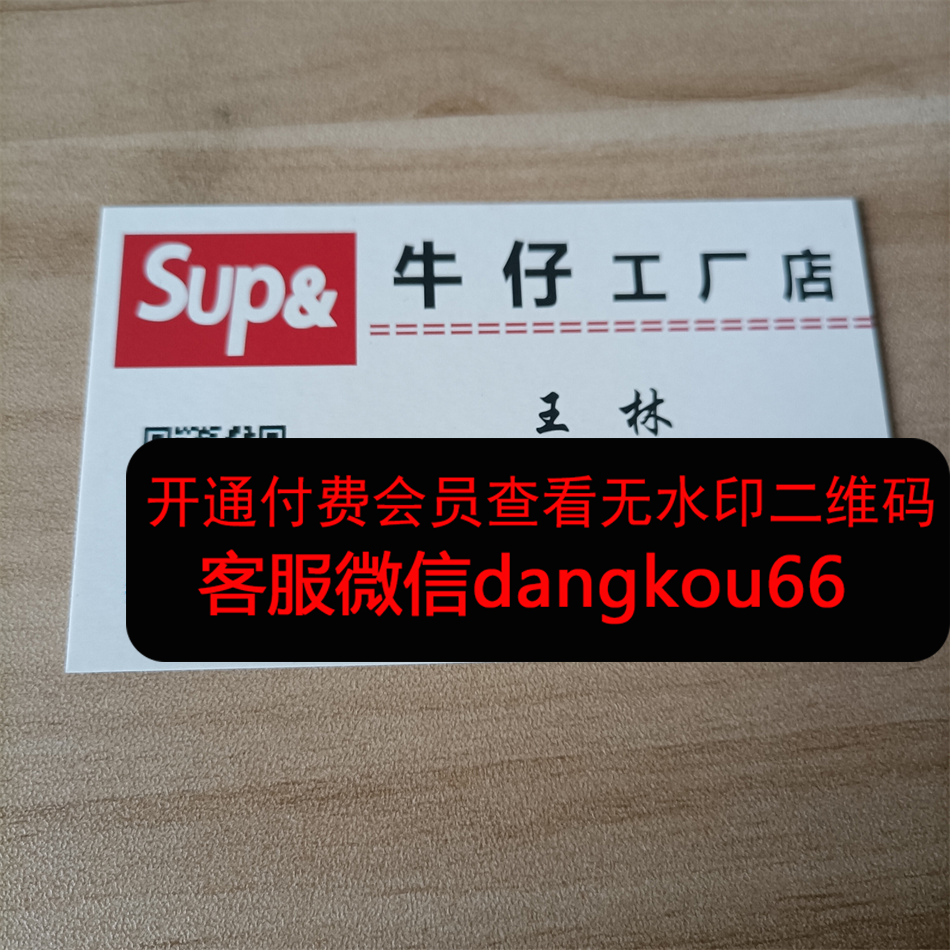 Sup&
牛仔工厂店
王林
开通付费会员查看无水印二维码
客服微信dangkou66